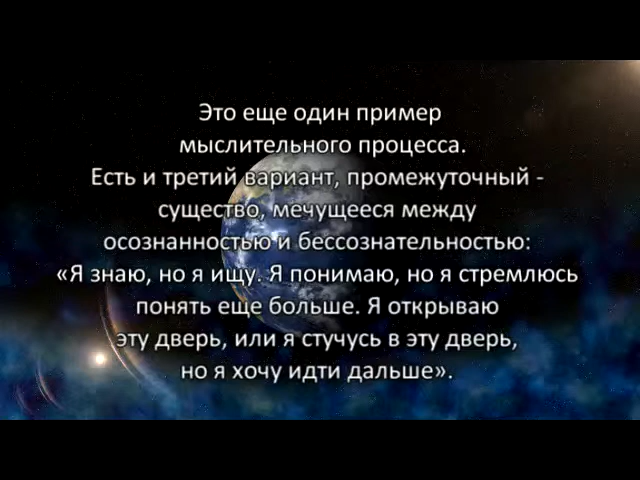 Это еще один пример
мыслительного процесса.
Есть и третий вариант, промежуточный -
существо, мечущееся между
осознанностью и бессознательностью:
«Я знаю, но я ищу. Я понимаю, но я стремлюсь
понять еще больше. Я открываю
эту дверь, или я стучусь в эту дверь,
но я хочу идти дальше».